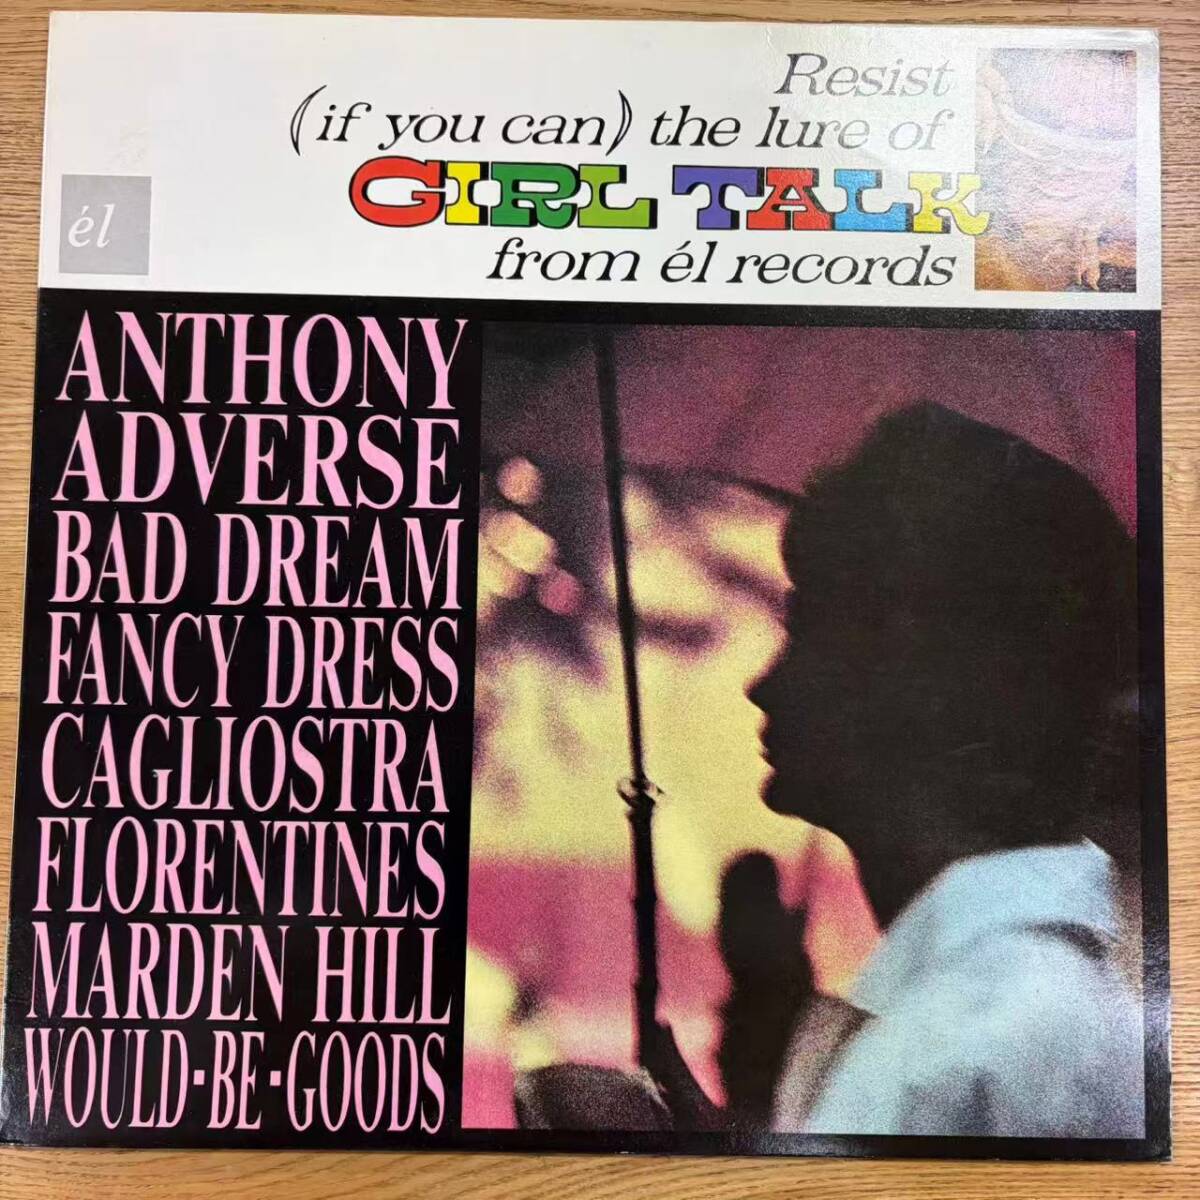 Resist
(if you can) the lure of
GIRL TALK
from él records
él
ANTHONY
ADVERSE
BAD DREAM
FANCY DRESS
CAGLIOSTRA
FLORENTINES
MARDEN HILL
WOULD-BE-GOODS